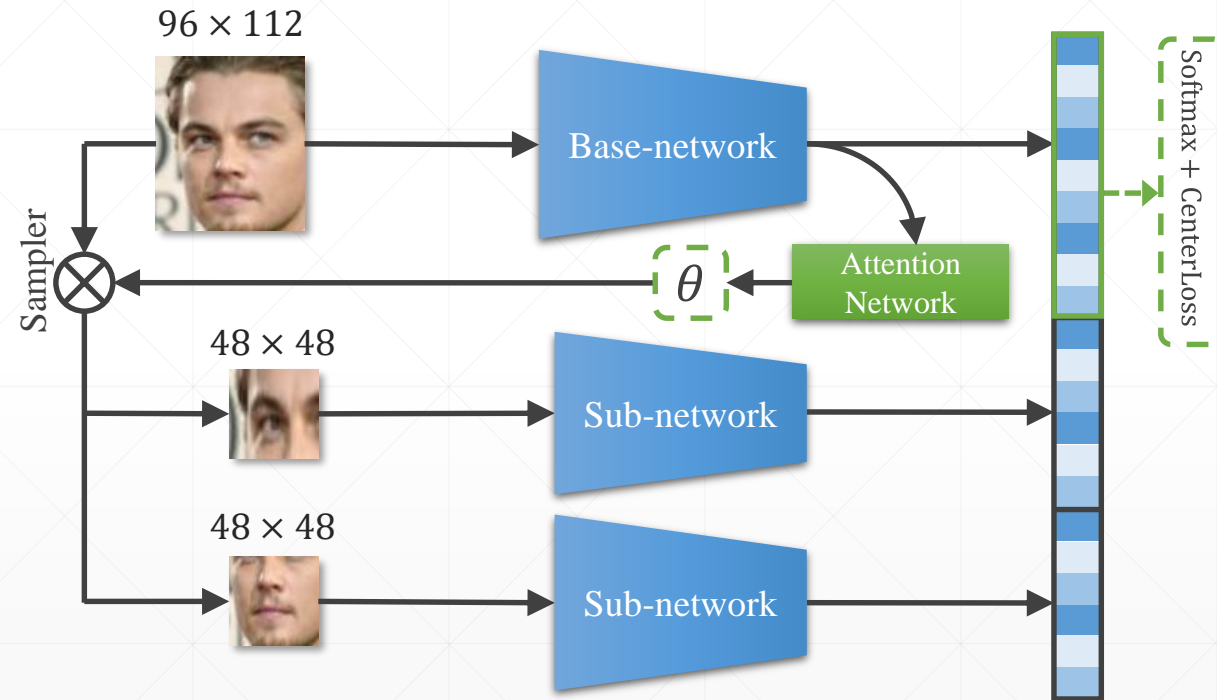 96 × 112
Base-network
Softmax + CenterLoss
Sampler
θ
Attention
Network
48 × 48
Sub-network
48 × 48
Sub-network